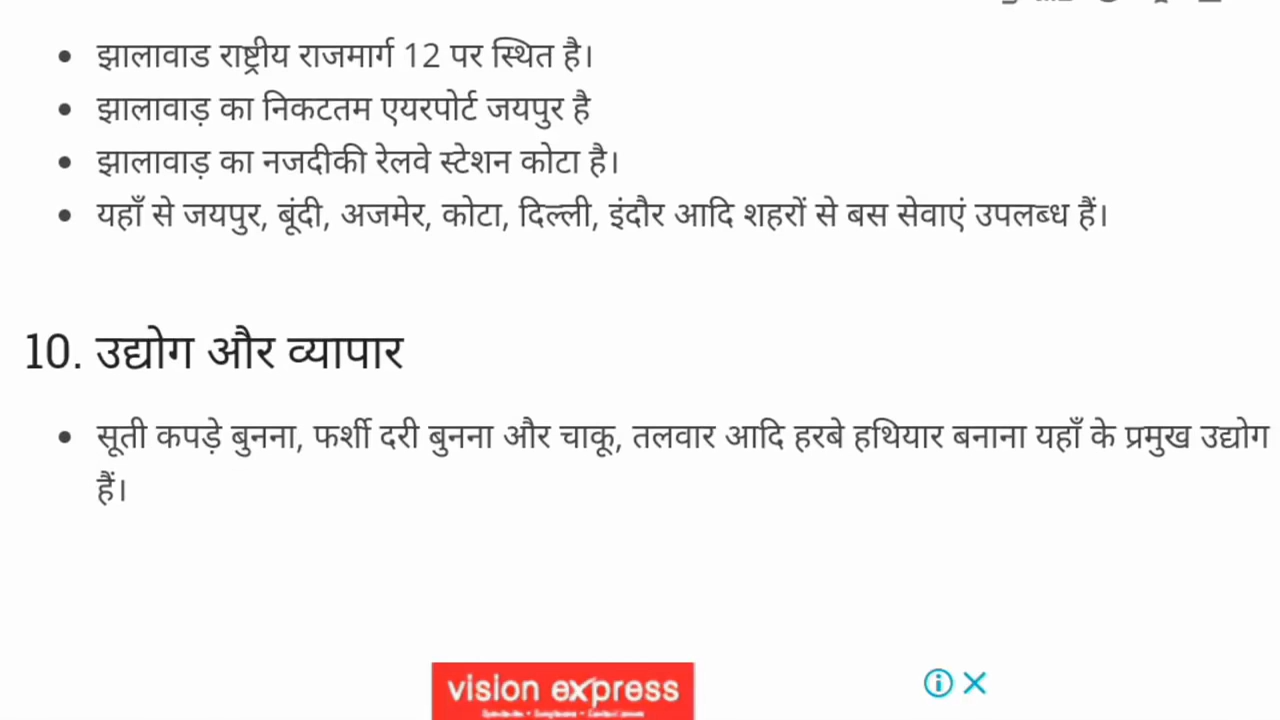 • झालावाड राष्ट्रीय राजमार्ग 12 पर स्थित है।
• झालावाड़ का निकटतम एयरपोर्ट जयपुर है
• झालावाड़ का नजदीकी रेलवे स्टेशन कोटा है।
• यहाँ से जयपुर, बूंदी, अजमेर, कोटा, दिल्ली, इंदौर आदि शहरों से बस सेवाएं उपलब्ध हैं।
10. उद्योग और व्यापार
• सूती कपड़े बुनना, फर्शी दरी बुनना और चाकू, तलवार आदि हरबे हथियार बनाना यहाँ के प्रमुख उद्योग
हैं।
vision express